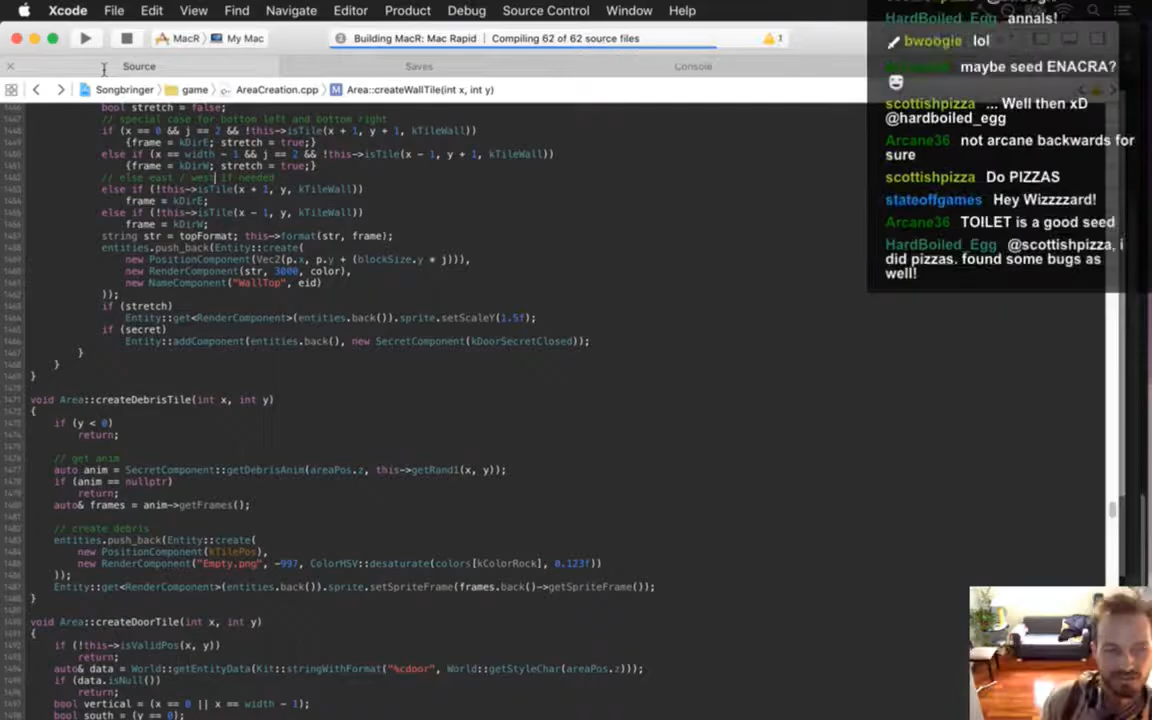 Xcode File Edit View Find Navigate Editor Product Debug Source Control Window Help
MacR My Mac Building MacR: Mac Rapid | Compiling 62 of 62 source files 1
Source Saves Console
Songbringer game AreaCreation.cpp Area::createWallTile(int x, int y)
bool stretch = false;
// special case for bottom left and bottom right
if (x == 0 && j == 2 && !this->isTile(x + 1, y + 1, kTileWall))
{frame = kDirE; stretch = true;}
else if (x == width - 1 && j == 2 && !this->isTile(x - 1, y + 1, kTileWall))
{frame = kDirW; stretch = true;}
// else east / west if needed
else if (!this->isTile(x + 1, y, kTileWall))
frame = kDirE;
else if (!this->isTile(x - 1, y, kTileWall))
frame = kDirW;
string str = topFormat; this->format(str, frame);
entities.push_back(Entity::create(
new PositionComponent(Vec2(p.x, p.y + (blockSize.y * j))),
new RenderComponent(str, 3000, color),
new NameComponent("WallTop", eid)
));
if (stretch)
Entity::get<RenderComponent>(entities.back()).sprite.setScaleY(1.5f);
if (secret)
Entity::addComponent(entities.back(), new SecretComponent(kDoorSecretClosed));
}
}
}
void Area::createDebrisTile(int x, int y)
{
if (y < 0)
return;
// get anim
auto anim = SecretComponent::getDebrisAnim(areaPos.z, this->getRand1(x, y));
if (anim == nullptr)
return;
auto& frames = anim->getFrames();
// create debris
entities.push_back(Entity::create(
new PositionComponent(kTilePos),
new RenderComponent("Empty.png", -997, ColorHSV::desaturate(colors[kColorRock], 0.123f))
));
Entity::get<RenderComponent>(entities.back()).sprite.setSpriteFrame(frames.back()->getSpriteFrame());
}
void Area::createDoorTile(int x, int y)
{
if (!this->isValidPos(x, y))
return;
auto& data = World::getEntityData(Kit::stringWithFormat("%cdoor", World::getStyleChar(areaPos.z)));
if (data.isNull())
return;
bool vertical = (x == 0 || x == width - 1);
bool south = (y == 0);
HardBoiled_Egg
annals!
bwoogie lol
maybe seed ENACRA?
scottishpizza ... Well then xD
@hardboiled_egg
Arcane36 not arcane backwards for
sure
scottishpizza Do PIZZAS
stateofgames Hey Wizzzzard!
Arcane36 TOILET is a good seed
HardBoiled_Egg @scottishpizza, i
did pizzas. found some bugs as
well!